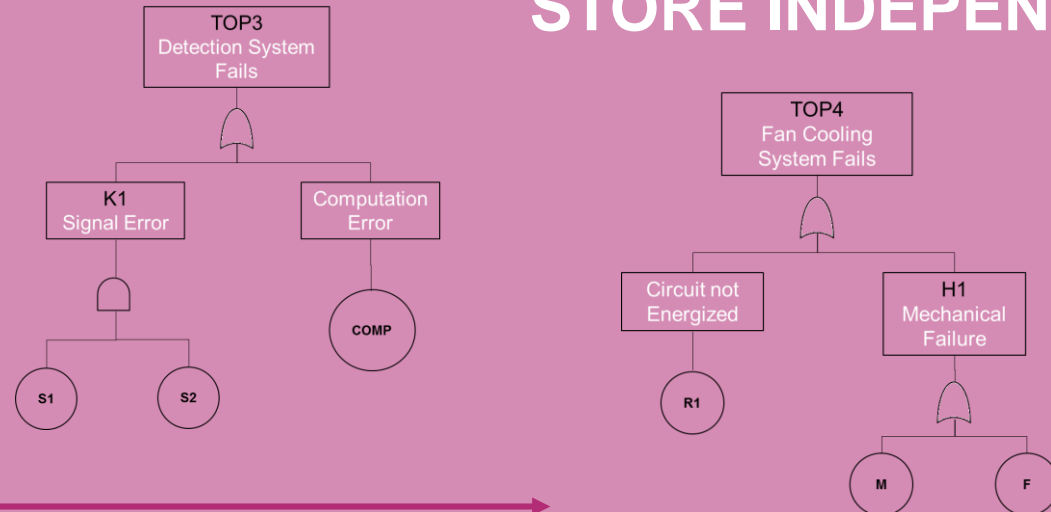 STORE INDEPEN
TOP3
Detection System
Fails
K1
Signal Error
Computation
Error
COMP
S1
S2
TOP4
Fan Cooling
System Fails
Circuit not
Energized
H1
Mechanical
Failure
R1
M
F